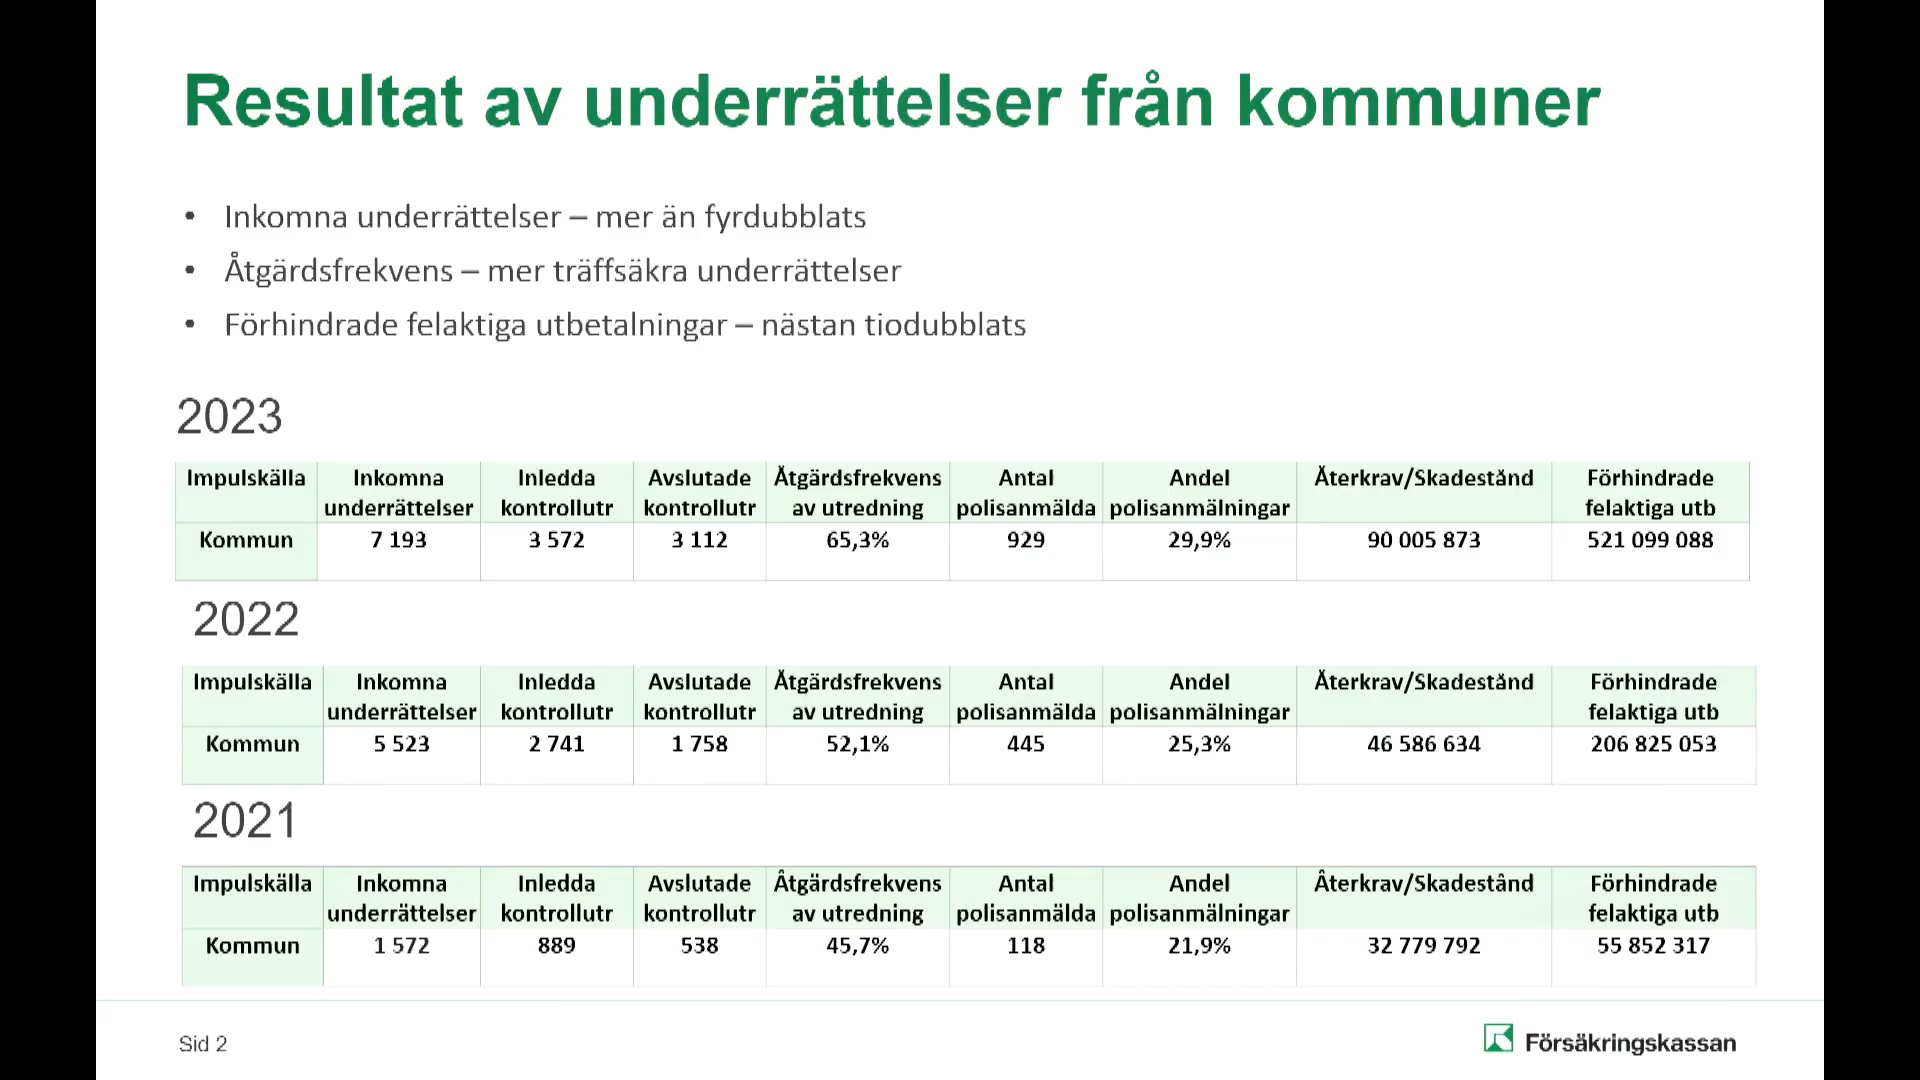 Resultat av underrättelser från kommuner
• Inkomna underrättelser – mer än fyrdubblats
• Åtgärdsfrekvens – mer träffsäkra underrättelser
• Förhindrade felaktiga utbetalningar – nästan tiodubblats
2023
Impulskälla Inkomna Inledda Avslutade Åtgärdsfrekvens Antal Andel Återkrav/Skadestånd Förhindrade
underrättelser kontrollutr kontrollutr av utredning polisanmälda polisanmälningar felaktiga utb
Kommun 7 193 3 572 3 112 65,3% 929 29,9% 90 005 873 521 099 088
2022
Impulskälla Inkomna Inledda Avslutade Åtgärdsfrekvens Antal Andel Återkrav/Skadestånd Förhindrade
underrättelser kontrollutr kontrollutr av utredning polisanmälda polisanmälningar felaktiga utb
Kommun 5 523 2 741 1 758 52,1% 445 25,3% 46 586 634 206 825 053
2021
Impulskälla Inkomna Inledda Avslutade Åtgärdsfrekvens Antal Andel Återkrav/Skadestånd Förhindrade
underrättelser kontrollutr kontrollutr av utredning polisanmälda polisanmälningar felaktiga utb
Kommun 1 572 889 538 45,7% 118 21,9% 32 779 792 55 852 317
Sid 2
Försäkringskassan